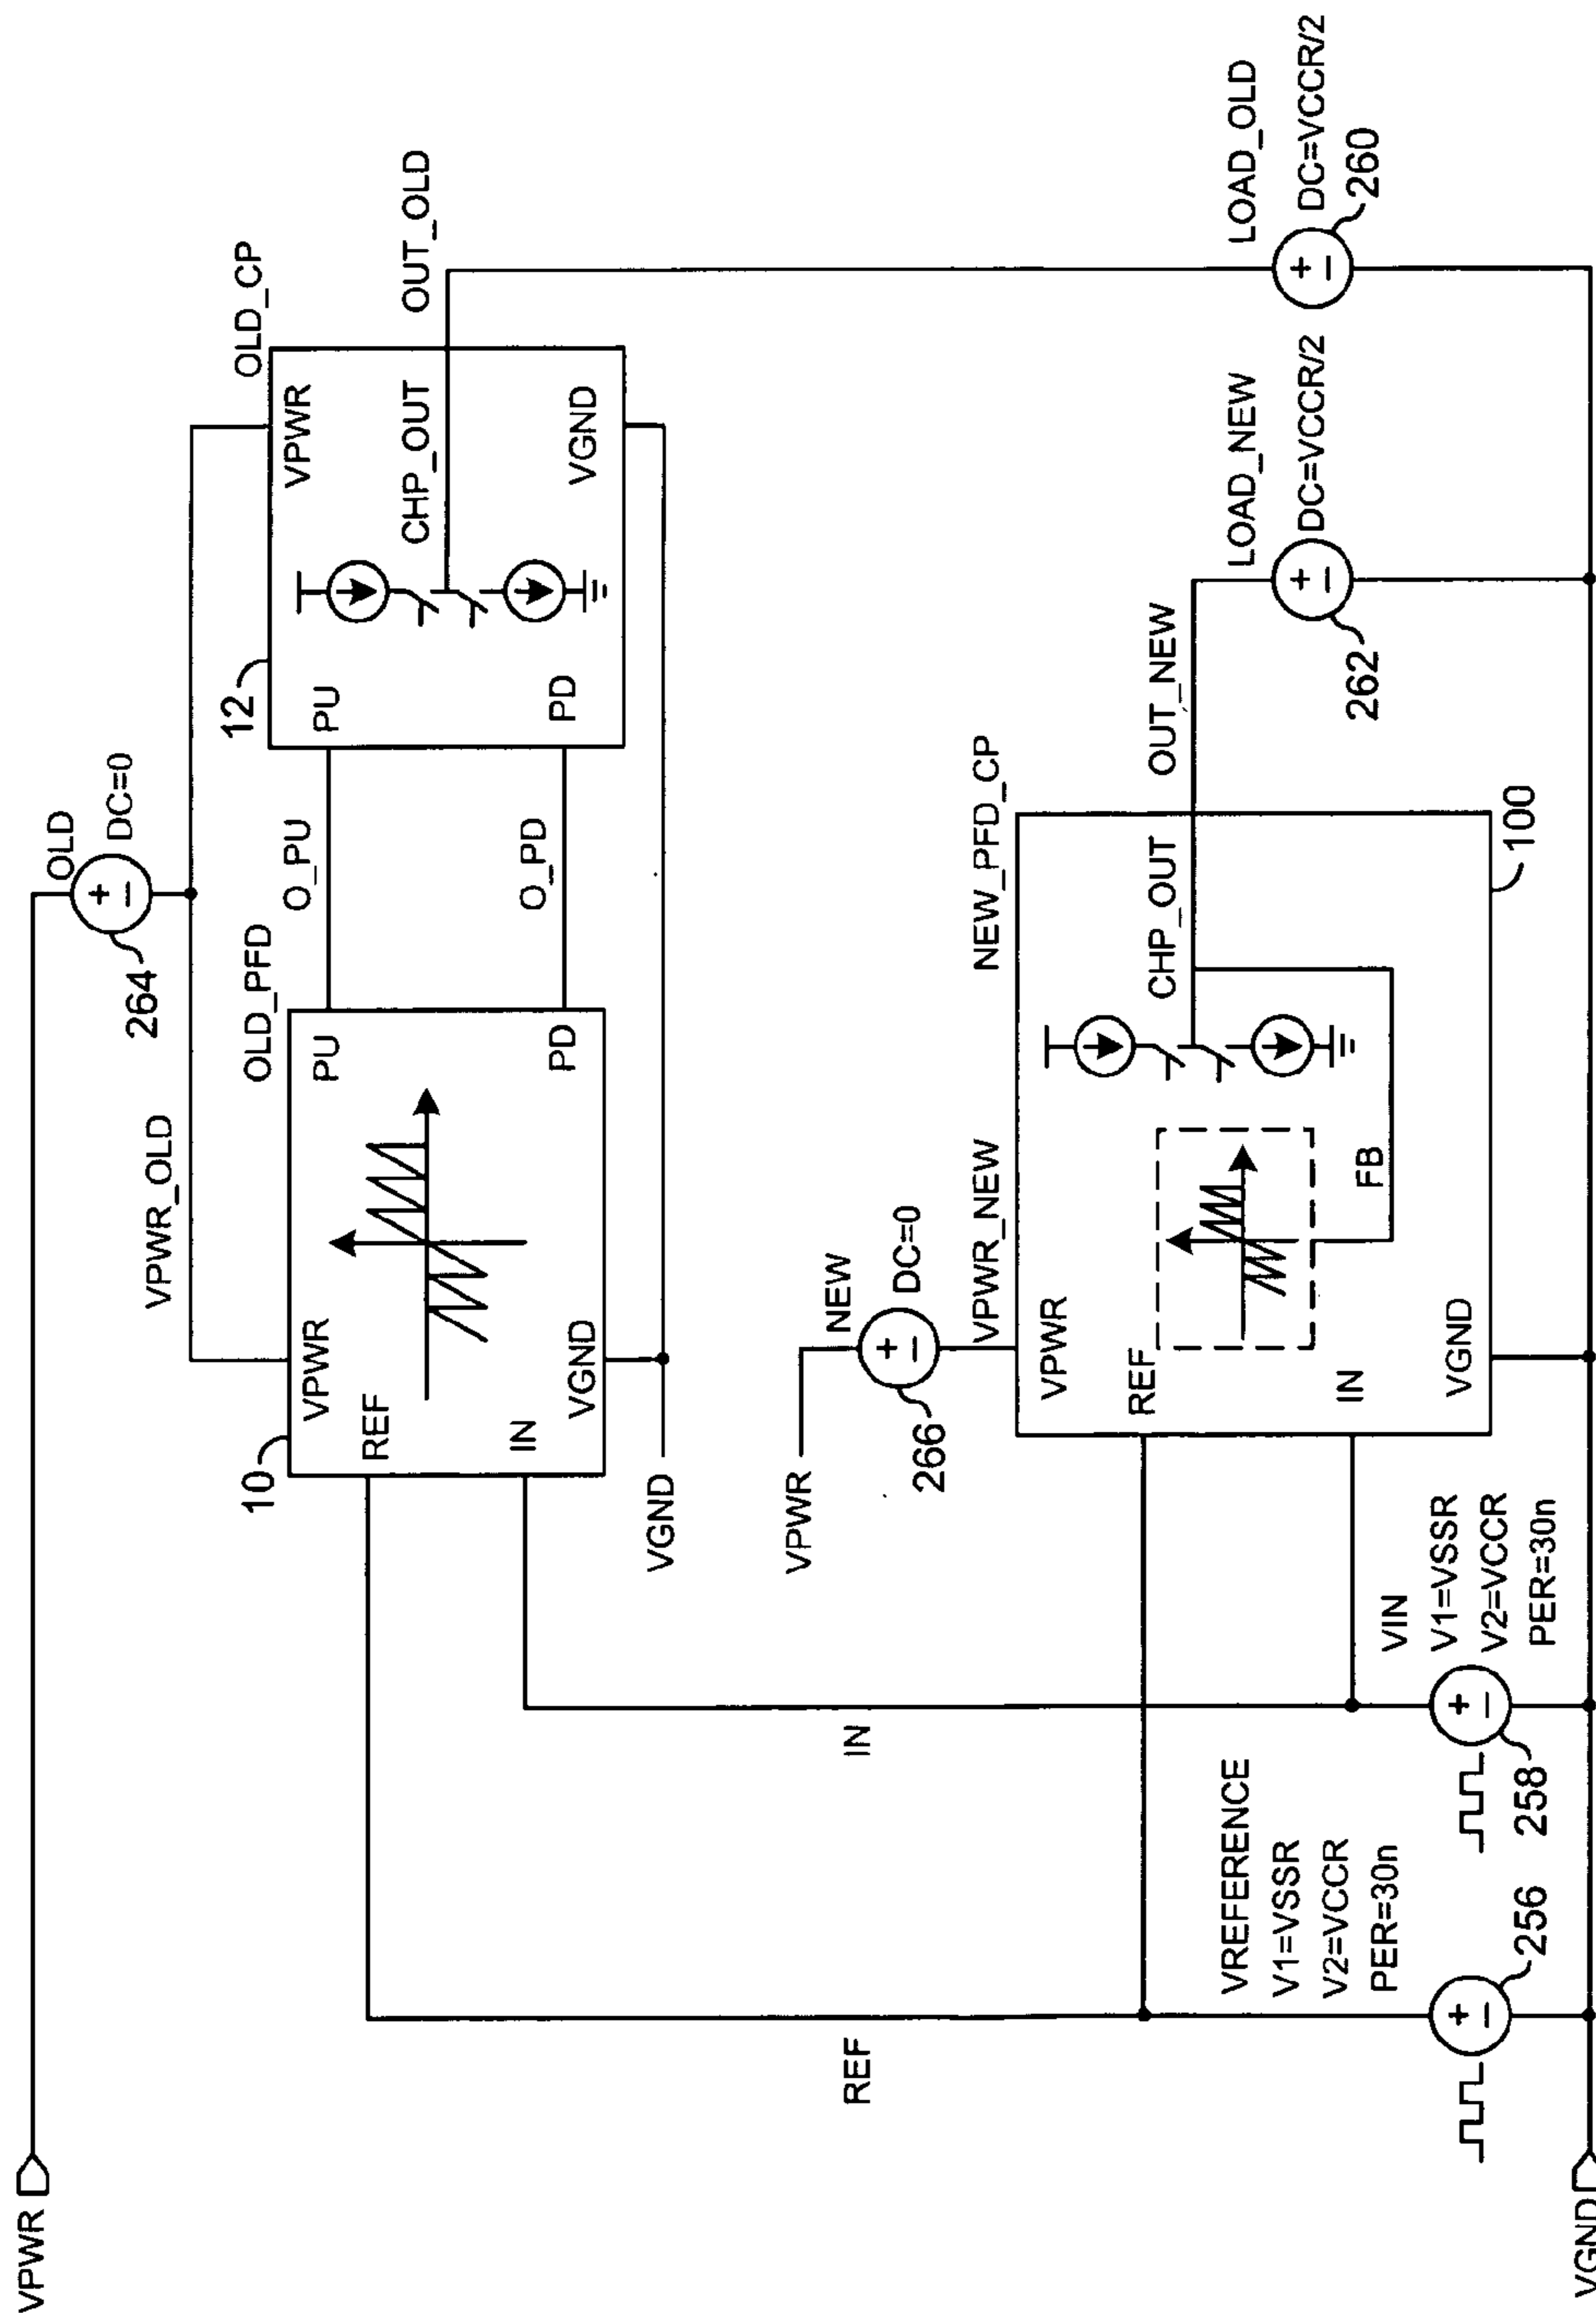 VPWR
OLD
DC=0
264
VPWR_OLD
10
OLD_PFD
VPWR
PU
REF
IN
VGND
PD
O_PU
O_PD
12
OLD_CP
PU
VPWR
CHP_OUT
PD
VGND
OUT_OLD
VGND
VPWR
NEW
DC=0
266
VPWR_NEW
NEW_PFD_CP
VPWR
REF
IN
VGND
FB
CHP_OUT
100
OUT_NEW
LOAD_NEW
DC=VCCR/2
262
LOAD_OLD
DC=VCCR/2
260
REF
IN
VREFERENCE
V1=VSSR
V2=VCCR
PER=30n
256
VIN
V1=VSSR
V2=VCCR
PER=30n
258
VGND